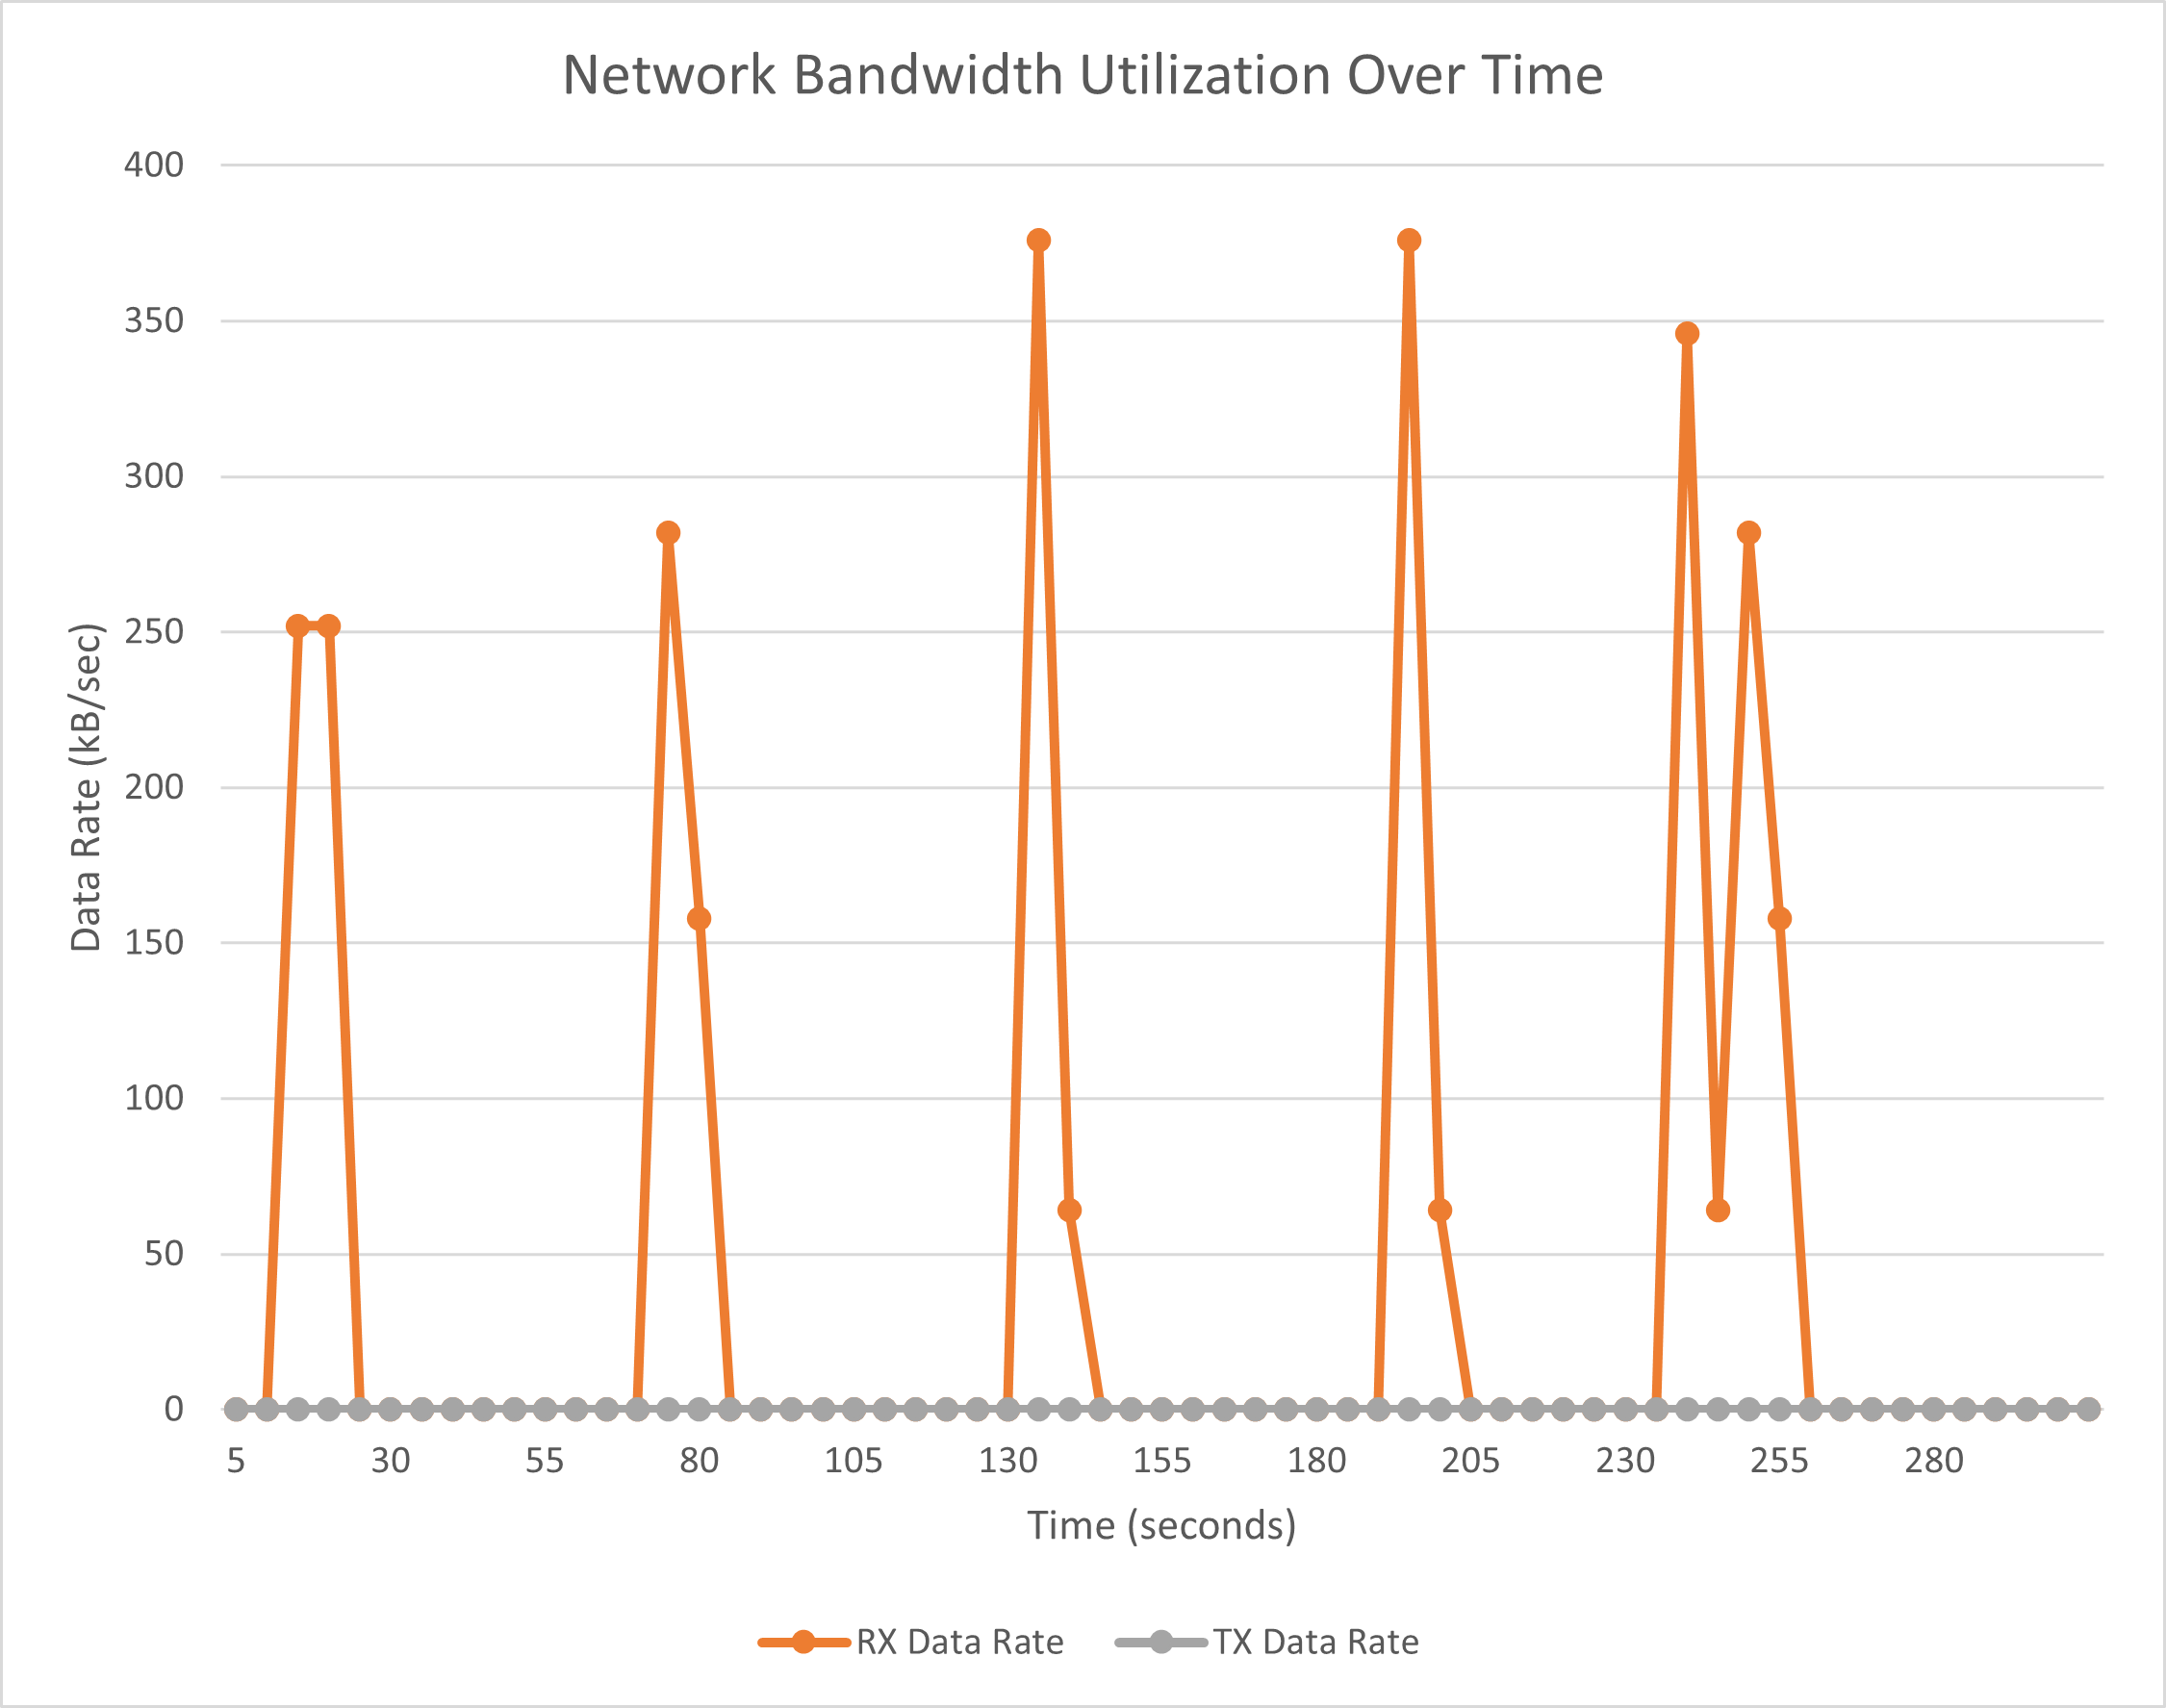 Network Bandwidth Utilization Over Time
400
350
300
250
200
150
100
50
0
Data Rate (kB/sec)
5 30 55 80 105 130 155 180 205 230 255 280
Time (seconds)
RX Data Rate TX Data Rate